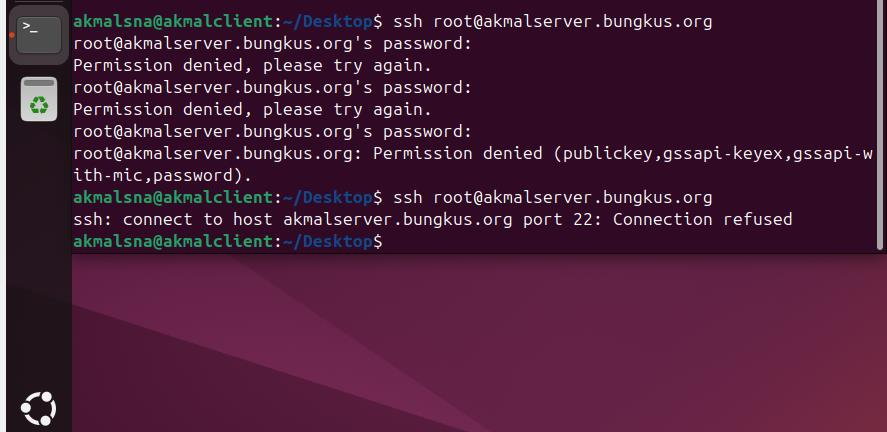 akmalsna@akmalclient:~/Desktop$ ssh root@akmalserver.bungkus.org
root@akmalserver.bungkus.org's password:
Permission denied, please try again.
root@akmalserver.bungkus.org's password:
Permission denied, please try again.
root@akmalserver.bungkus.org's password:
root@akmalserver.bungkus.org: Permission denied (publickey,gssapi-keyex,gssapi-w
ith-mic,password).
akmalsna@akmalclient:~/Desktop$ ssh root@akmalserver.bungkus.org
ssh: connect to host akmalserver.bungkus.org port 22: Connection refused
akmalsna@akmalclient:~/Desktop$